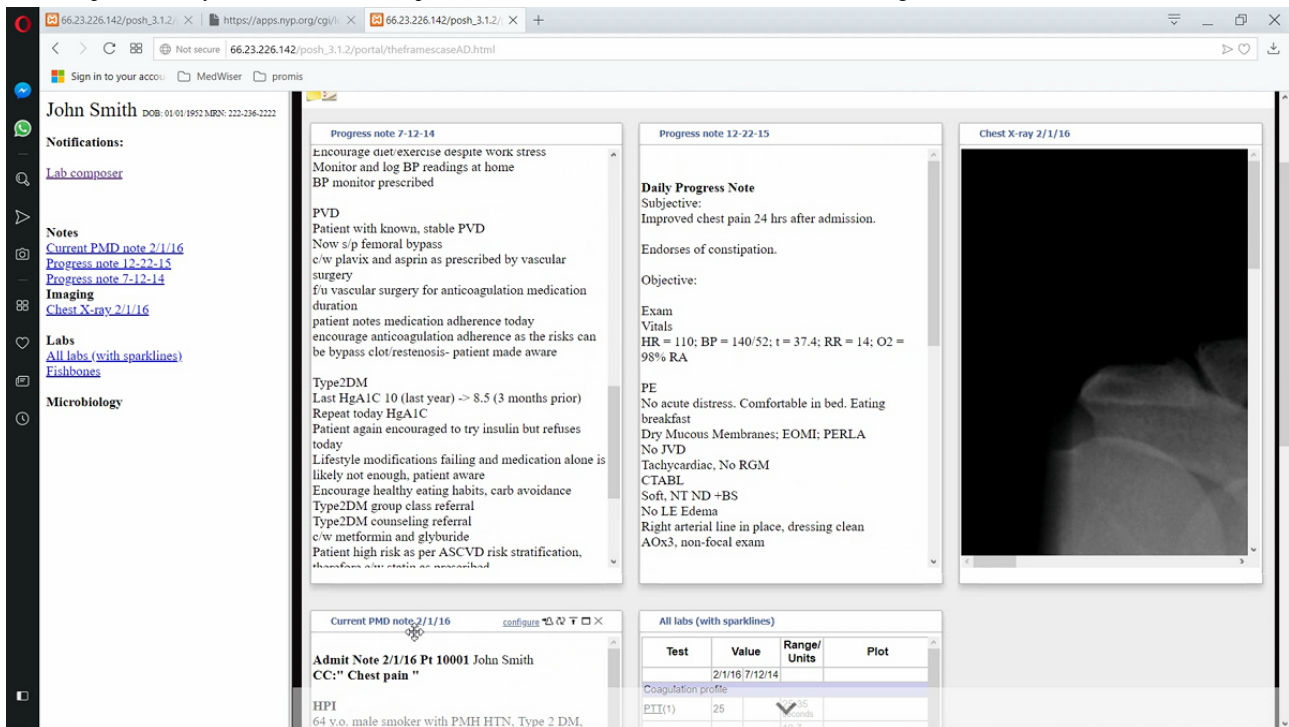 66.23.226.142/posh_3.1.2/
https://apps.nyp.org/cgi/l
66.23.226.142/posh_3.1.2/
Not secure 66.23.226.142/posh_3.1.2/portal/theframescaseAD.html
Sign in to your accou
MedWiser
promis
John Smith DOB: 01/01/1952 MRN: 222-236-2222
Notifications:
Lab composer
Notes
Current PMD note 2/1/16
Progress note 12-22-15
Progress note 7-12-14
Imaging
Chest X-ray 2/1/16
Labs
All labs (with sparklines)
Fishbones
Microbiology
Progress note 7-12-14
Encourage diet/exercise despite work stress
Monitor and log BP readings at home
BP monitor prescribed
PVD
Patient with known, stable PVD
Now s/p femoral bypass
c/w plavix and asprin as prescribed by vascular
surgery
f/u vascular surgery for anticoagulation medication
duration
patient notes medication adherence today
encourage anticoagulation adherence as the risks can
be bypass clot/restenosis- patient made aware
Type2DM
Last HgA1C 10 (last year) -> 8.5 (3 months prior)
Repeat today HgA1C
Patient again encouraged to try insulin but refuses
today
Lifestyle modifications failing and medication alone is
likely not enough, patient aware
Encourage healthy eating habits, carb avoidance
Type2DM group class referral
Type2DM counseling referral
c/w metformin and glyburide
Patient high risk as per ASCVD risk stratification,
therefore c/w statin as prescribed
Progress note 12-22-15
Daily Progress Note
Subjective:
Improved chest pain 24 hrs after admission.
Endorses of constipation.
Objective:
Exam
Vitals
HR = 110; BP = 140/52; t = 37.4; RR = 14; O2 =
98% RA
PE
No acute distress. Comfortable in bed. Eating
breakfast
Dry Mucous Membranes; EOMI; PERLA
No JVD
Tachycardiac, No RGM
CTABL
Soft, NT ND +BS
No LE Edema
Right arterial line in place, dressing clean
AOx3, non-focal exam
Chest X-ray 2/1/16
Current PMD note 2/1/16 configure
Admit Note 2/1/16 Pt 10001 John Smith
CC:" Chest pain "
HPI
64 y.o. male smoker with PMH HTN, Type 2 DM,
All labs (with sparklines)
Test Value Range/ Units Plot
2/1/16 7/12/14
Coagulation profile
PTT(1) 25